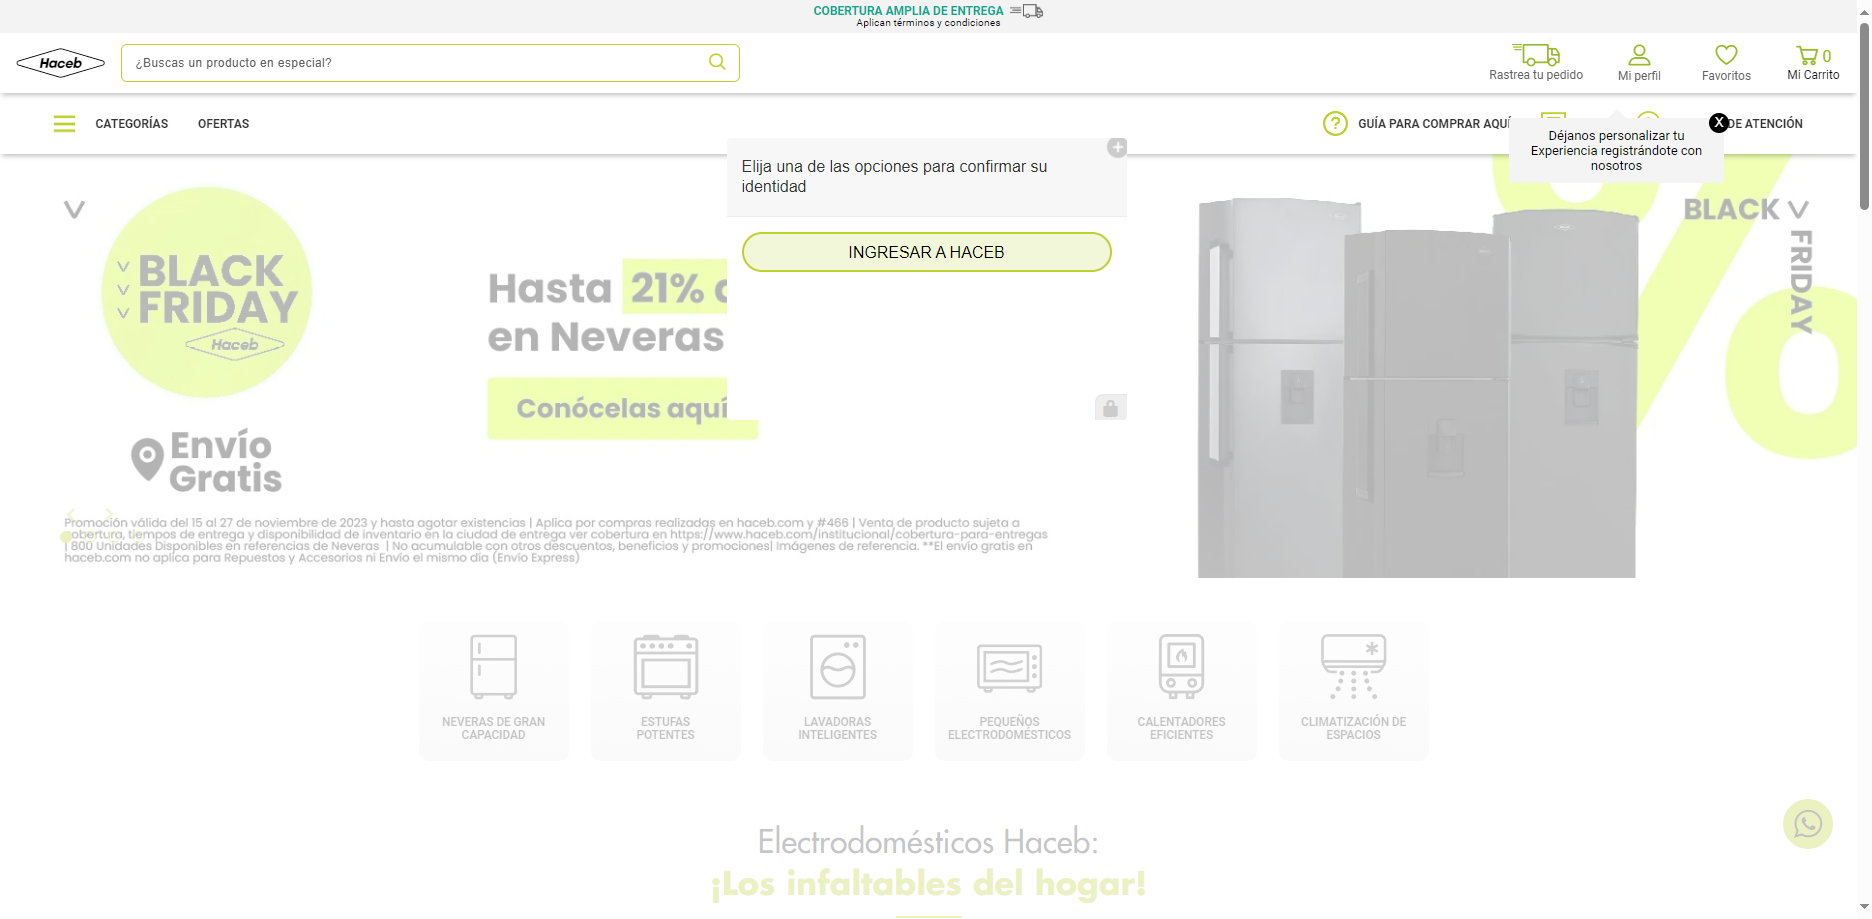 COBERTURA AMPLIA DE ENTREGA
Aplican términos y condiciones
Haceb
¿Buscas un producto en especial?
Rastrea tu pedido
Mi perfil
Favoritos
0
Mi Carrito
CATEGORÍAS
OFERTAS
GUÍA PARA COMPRAR AQUÍ
DE ATENCIÓN
X
Déjanos personalizar tu
Experiencia registrándote con
nosotros
Elija una de las opciones para confirmar su
identidad
INGRESAR A HACEB
BLACK
FRIDAY
Haceb
Envío
Gratis
Hasta 21%
en Neveras
Conócelas aquí
BLACK
FRIDAY
Promoción válida del 15 al 27 de noviembre de 2023 y hasta agotar existencias | Aplica por compras realizadas en haceb.com y #466 | Venta de producto sujeta a
cobertura, tiempos de entrega y disponibilidad de inventario en la ciudad de entrega ver cobertura en https://www.haceb.com/institucional/cobertura-para-entregas
| 800 Unidades Disponibles en referencias de Neveras | No acumulable con otros descuentos, beneficios y promociones| Imágenes de referencia. **El envío gratis en
haceb.com no aplica para Repuestos y Accesorios ni Envío el mismo día (Envío Express)
NEVERAS DE GRAN
CAPACIDAD
ESTUFAS
POTENTES
LAVADORAS
INTELIGENTES
PEQUEÑOS
ELECTRODOMÉSTICOS
CALENTADORES
EFICIENTES
CLIMATIZACIÓN DE
ESPACIOS
Electrodomésticos Haceb:
¡Los infaltables del hogar!